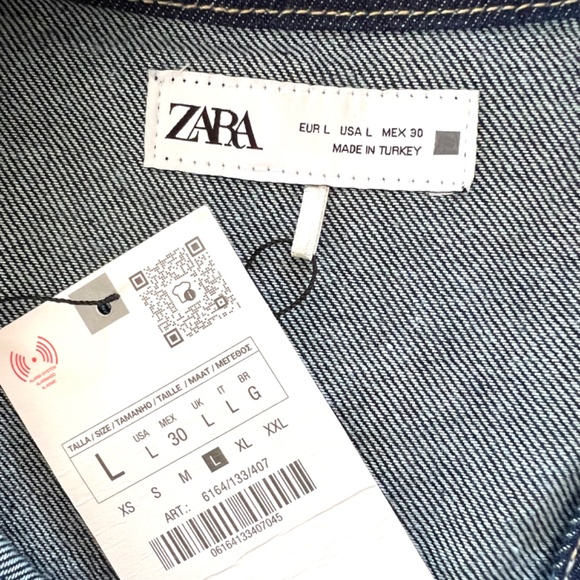 ZARA
EUR L USA L MEX 30
MADE IN TURKEY
TALLA / SIZE / TAMANHO / TAILLE / MAAT / ΜΕΓΕΘΟΣ
L
USA MEX UK IT BR
L 30 L L G
XS S M L XL XXL
ART.: 6164/133/407
06164133407045